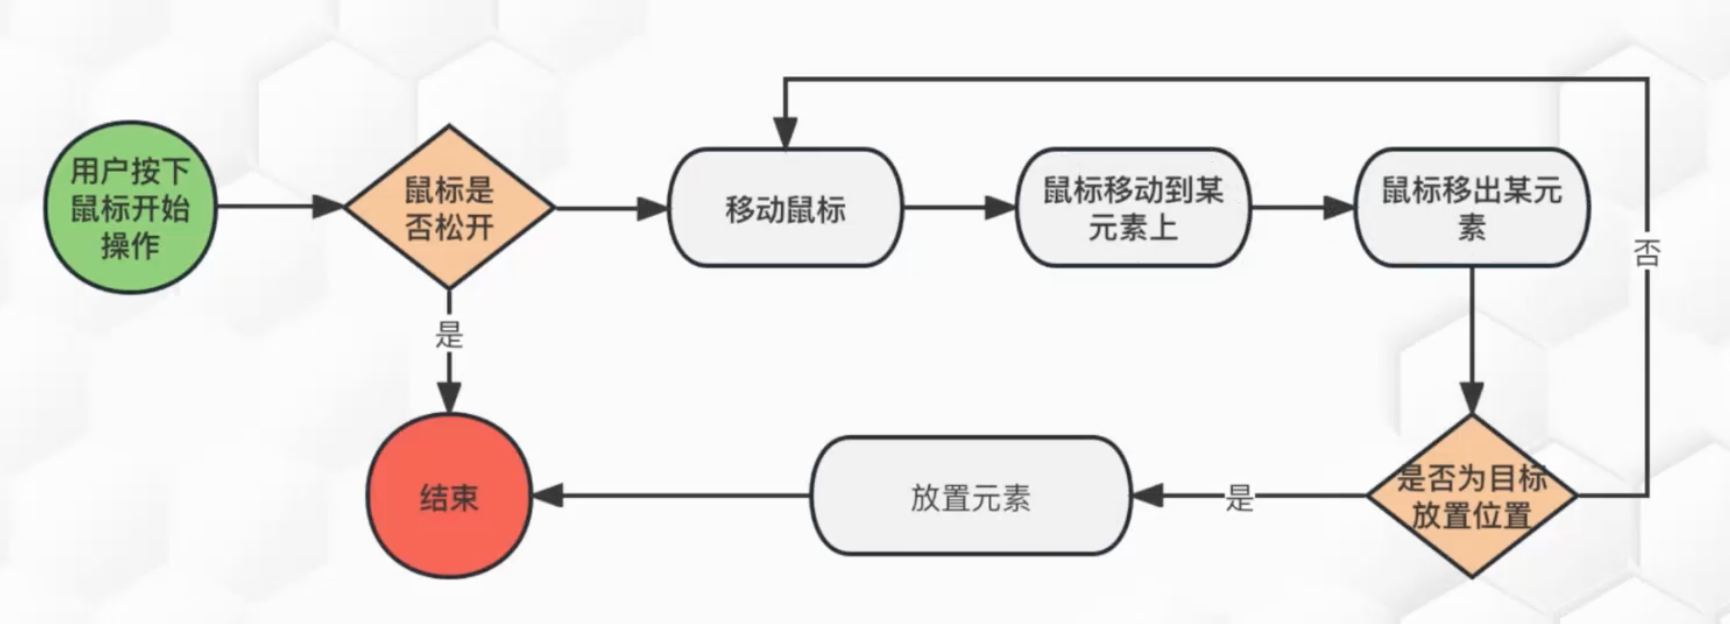 用户按下
鼠标开始
操作
鼠标是
否松开
移动鼠标
鼠标移动到某
元素上
鼠标移出某元
素
否
是
结束
放置元素
是
是否为目标
放置位置